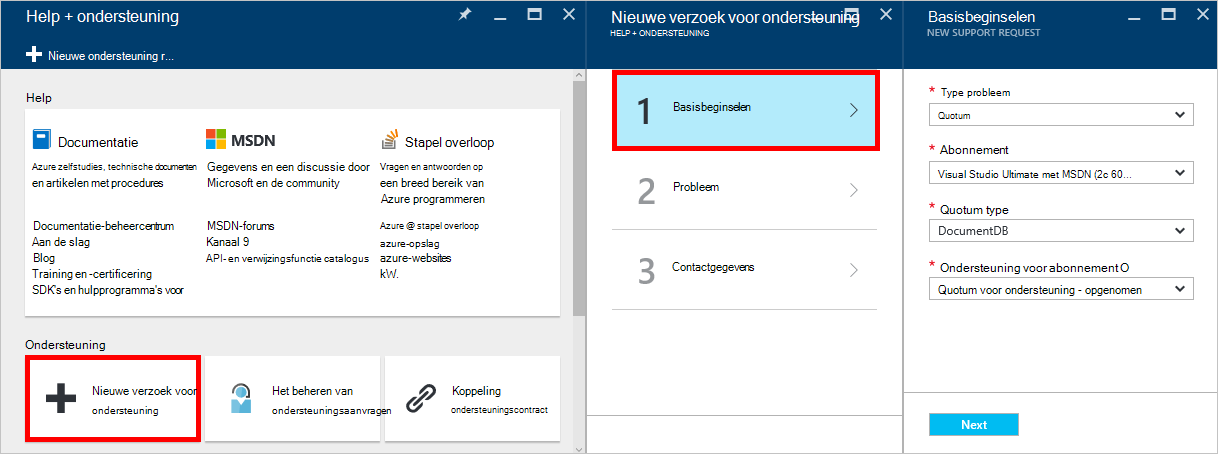 Help + ondersteuning
Nieuwe ondersteuning r...
Help
Documentatie
Azure zelfstudies, technische documenten
en artikelen met procedures
Documentatie-beheercentrum
Aan de slag
Blog
Training en -certificering
SDK's en hulpprogramma's voor
MSDN
Gegevens en een discussie door
Microsoft en de community
MSDN-forums
Kanaal 9
API- en verwijzingsfunctie catalogus
Stapel overloop
Vragen en antwoorden op
een breed bereik van
Azure programmeren
Azure @ stapel overloop
azure-opslag
azure-websites
kW.
Ondersteuning
Nieuwe verzoek voor
ondersteuning
Het beheren van
ondersteuningsaanvragen
Koppeling
ondersteuningscontract
Nieuwe verzoek voor ondersteuning
HELP + ONDERSTEUNING
1 Basisbeginselen
2 Probleem
3 Contactgegevens
Basisbeginselen
NEW SUPPORT REQUEST
* Type probleem
Quotum
* Abonnement
Visual Studio Ultimate met MSDN (2c 60...
* Quotum type
DocumentDB
* Ondersteuning voor abonnement O
Quotum voor ondersteuning - opgenomen
Next